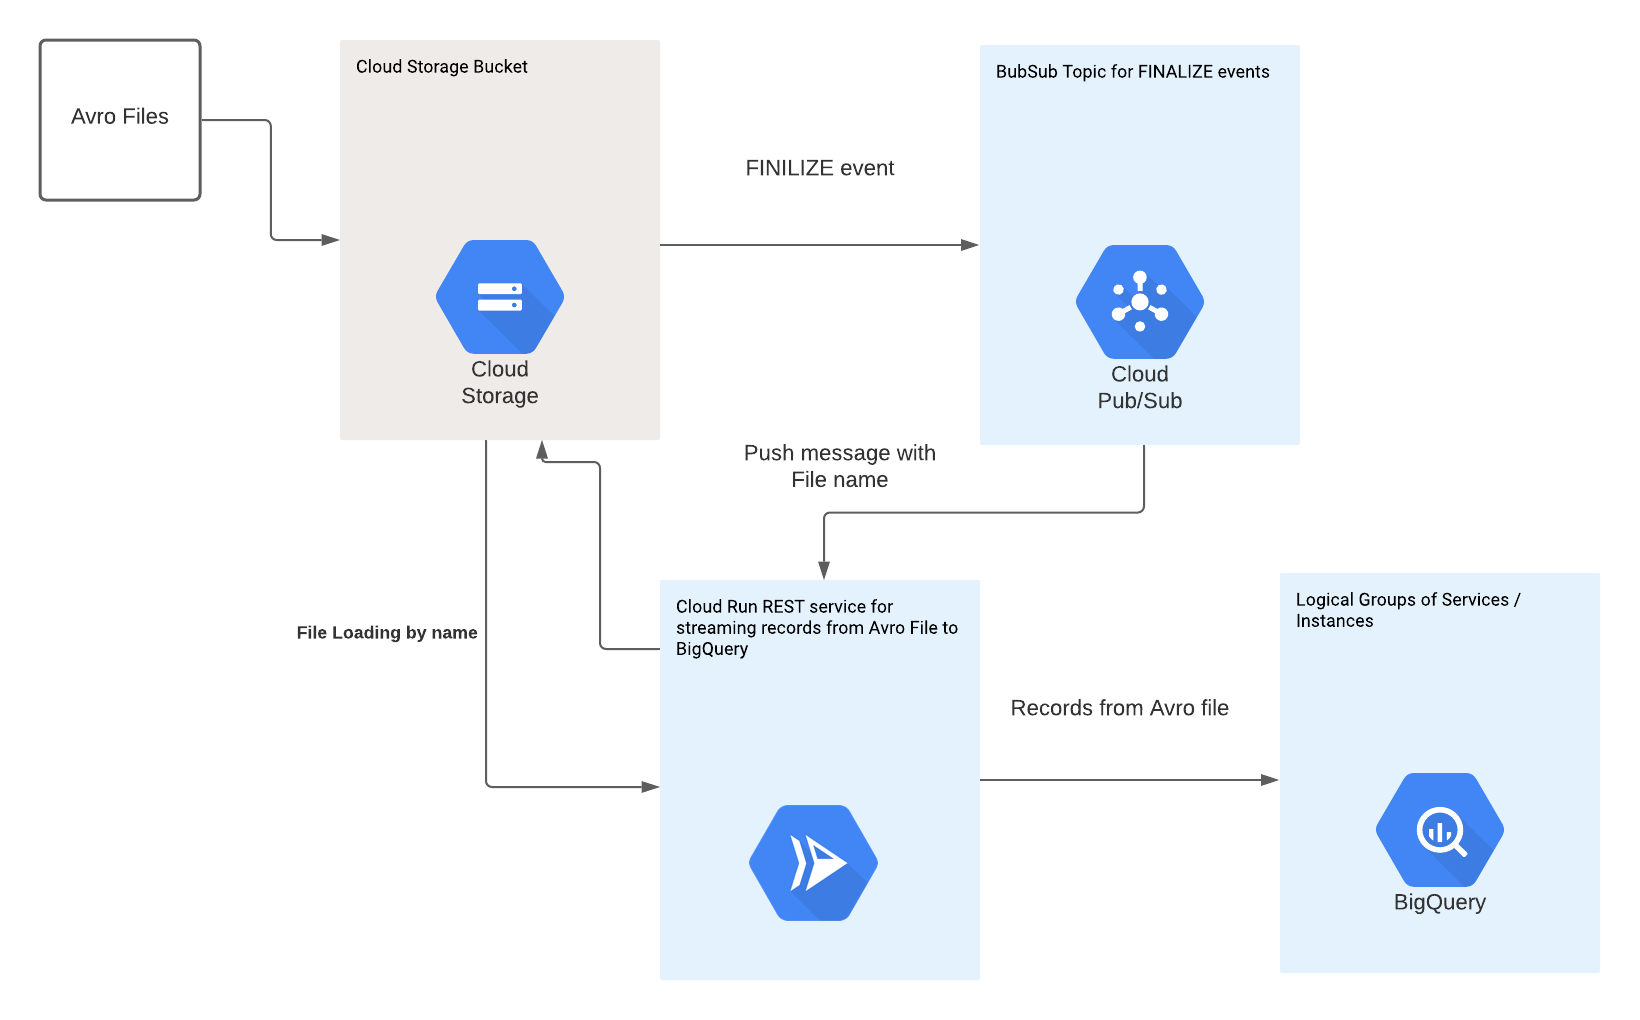 Avro Files
Cloud Storage Bucket
Cloud
Storage
FINILIZE event
BubSub Topic for FINALIZE events
Cloud
Pub/Sub
Push message with
File name
File Loading by name
Cloud Run REST service for
streaming records from Avro File to
BigQuery
Records from Avro file
Logical Groups of Services /
Instances
BigQuery